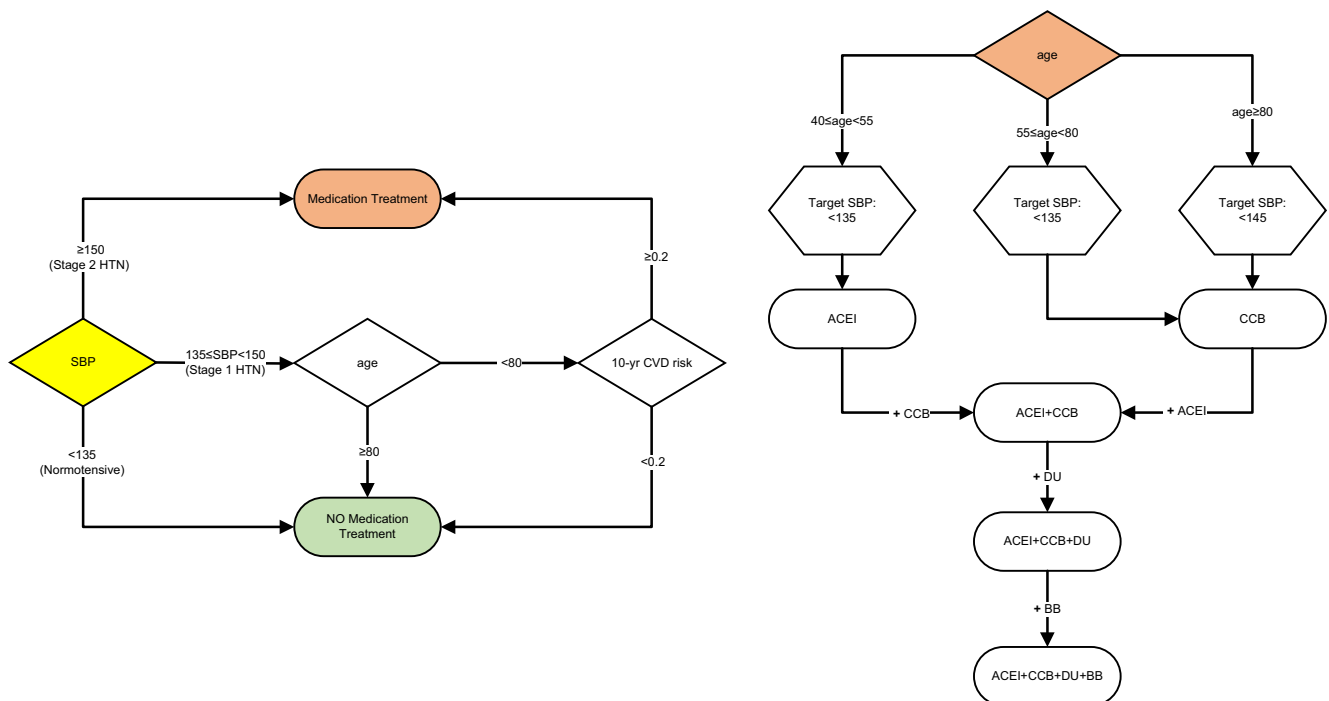 Medication Treatment
≥150
(Stage 2 HTN)
≥0.2
SBP
135≤SBP<150
(Stage 1 HTN)
age
<80
10-yr CVD risk
<135
(Normotensive)
≥80
<0.2
NO Medication
Treatment
age
40≤age<55
55≤age<80
age≥80
Target SBP:
<135
Target SBP:
<135
Target SBP:
<145
ACEI
CCB
+ CCB
ACEI+CCB
+ ACEI
+ DU
ACEI+CCB+DU
+ BB
ACEI+CCB+DU+BB